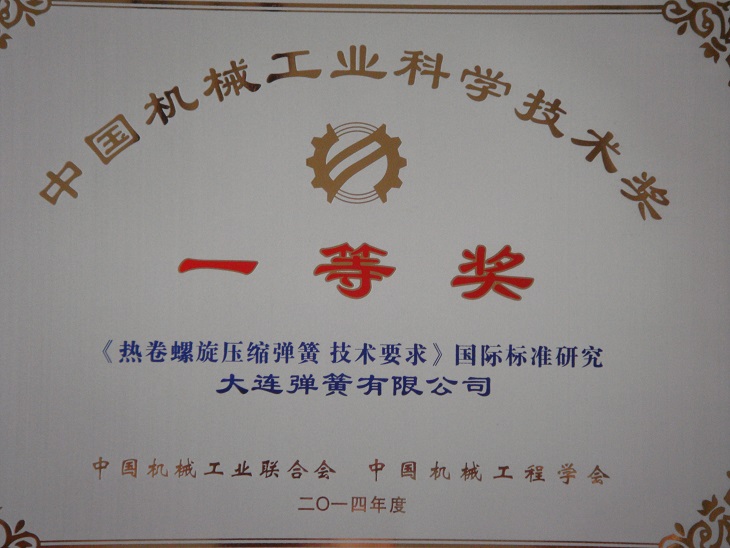 中国机械工业科学技术奖
一等奖
《热卷螺旋压缩弹簧 技术要求》国际标准研究
大连弹簧有限公司
中国机械工业联合会 中国机械工程学会
二〇一四年度